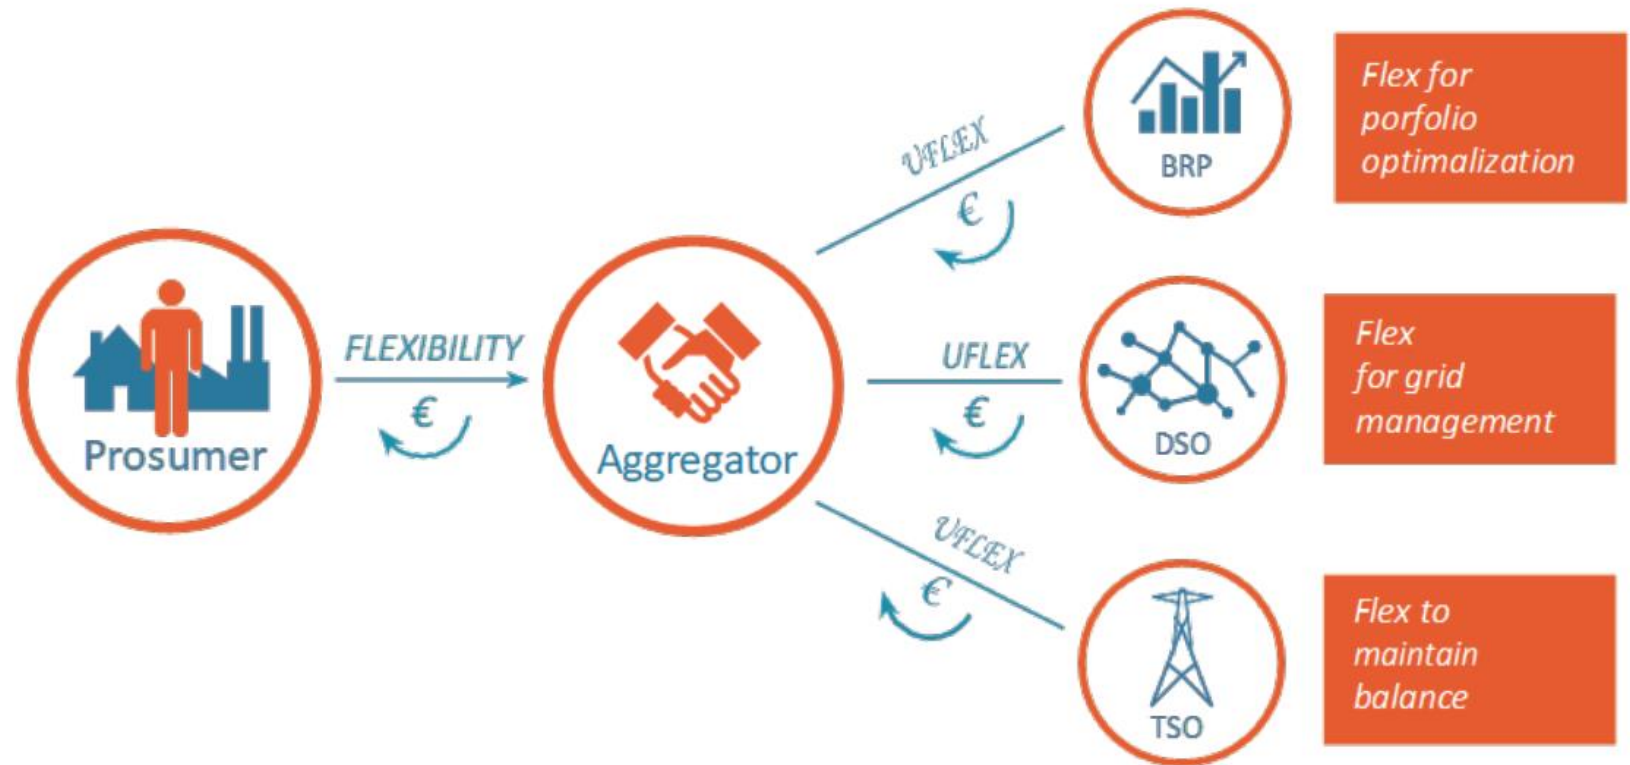 Prosumer
FLEXIBILITY
€
Aggregator
UFLEX
€
BRP
Flex for
porfolio
optimalization
UFLEX
€
DSO
Flex
for grid
management
UFLEX
€
TSO
Flex to
maintain
balance